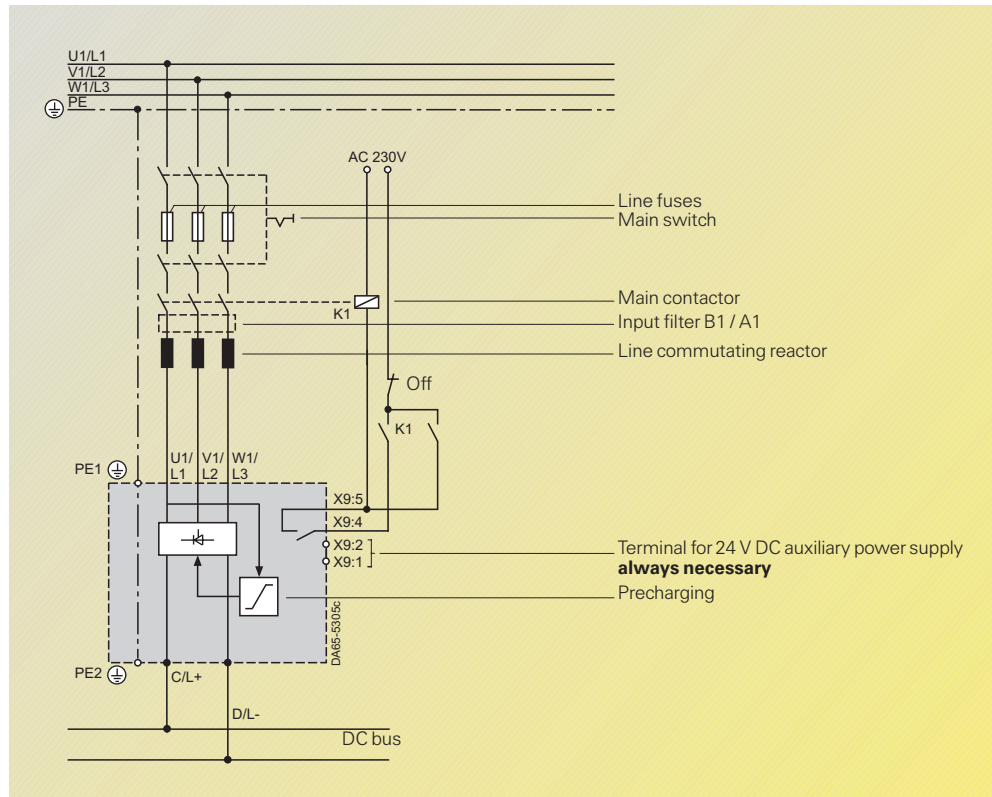 U1/L1
V1/L2
W1/L3
PE
AC 230V
Line fuses
Main switch
Main contactor
K1
Input filter B1 / A1
Line commutating reactor
Off
K1
U1/ V1/ W1/
L1 L2 L3
PE1
X9:5
X9:4
X9:2
X9:1
Terminal for 24 V DC auxiliary power supply
always necessary
Precharging
DA65-5305c
PE2
C/L+
D/L-
DC bus